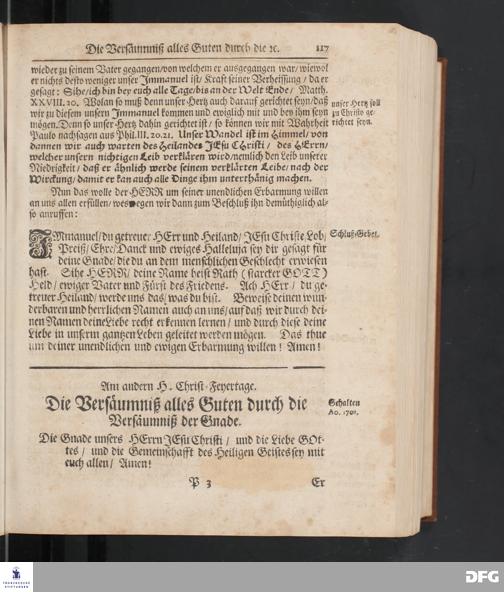 Die Versäumniß alles Guten durch die ꝛc. 117
wieder zu seinem Vater gegangen/von welchem er ausgegangen war/ wiewol
er nichts desto weniger unser Immanuel ist/ Kraft seiner Verheissung/ da er
gesagt: Sihe/ich bin bey euch alle Tage/bis an der Welt Ende/ Matth.
XXVIII. 20. Wolan so muß denn unser Hertz auch darauf gerichtet seyn/daß
wir zu diesem unsern Immanuel kommen und ewiglich mit und bey ihm seyn
mögen. Denn so unser Hertz dahin gerichtet ist/ so können wir mit Wahrheit
Paulo nachsagen aus Phil. III. 20. 21. Unser Wandel ist im Himmel/ von
dannen wir auch warten des Heilandes JEsu Christi/ des HErrn/
welcher unsern nichtigen Leib verklären wird/nemlich den Leib unserer
Niedrigkeit/ daß er ähnlich werde seinem verklärten Leibe/nach der
Wirckung/ damit er kan auch alle Dinge ihm unterthänig machen.
unser Hertz soll
zu Christo ge-
richtet seyn.
Nun das wolle der HERR um seiner unendlichen Erbarmung willen
an uns allen erfüllen/ weswegen wir dann zum Beschluß ihn demüthiglich al-
so anruffen:
Schluß-Gebet.
IMmanuel/du getreuer HErr und Heiland/ JEsu Christe/Lob/
Preiß/ Ehre/ Danck und ewiges Halleluja sey dir gesagt für
deine Gnade/die du an dem menschlichen Geschlecht erwiesen
hast. Sihe HERR/ deine Name heist Rath (starcker GOTT)
Held/ ewiger Vater und Fürst des Friedens. Ach HErr/ du ge-
treuer Heiland/ werde uns das/ was du bist. Beweise deinen wun-
derbaren und herrlichen Namen auch an uns/auf daß wir durch dei-
nen Namen deine Liebe recht erkennen lernen/ und durch diese deine
Liebe in unserm gantzen Leben geleitet werden mögen. Das thue
um deiner unendlichen und ewigen Erbarmung willen! Amen!
Am andern H. Christ-Feyertage.
Die Versäumniß alles Guten durch die
Versäumniß der Gnade.
Gehalten
Ao. 1701.
Die Gnade unsers HErrn JEsu Christi/ und die Liebe GOt-
tes/ und die Gemeinschafft des Heiligen Geistes sey mit
euch allen/ Amen!
P 3 Er
FRANCKESCHE
STIFTUNGEN
DFG